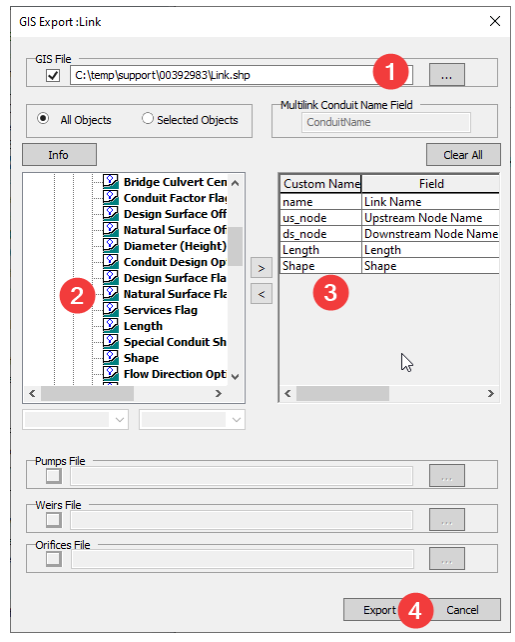 GIS Export :Link
GIS File
C:\temp\support\00392983\Link.shp
1
...
All Objects
Selected Objects
Multilink Conduit Name Field
ConduitName
Info
Clear All
Bridge Culvert Cen
Conduit Factor Flag
Design Surface Off
Natural Surface Of
Diameter (Height)
Conduit Design Op
Design Surface Fla
Natural Surface Fla
Services Flag
Length
Special Conduit Sh
Shape
Flow Direction Opt
2
>
<
Custom Name Field
name Link Name
us_node Upstream Node Name
ds_node Downstream Node Name
Length Length
Shape Shape
3
Pumps File
...
Weirs File
...
Orifices File
...
Export
4
Cancel